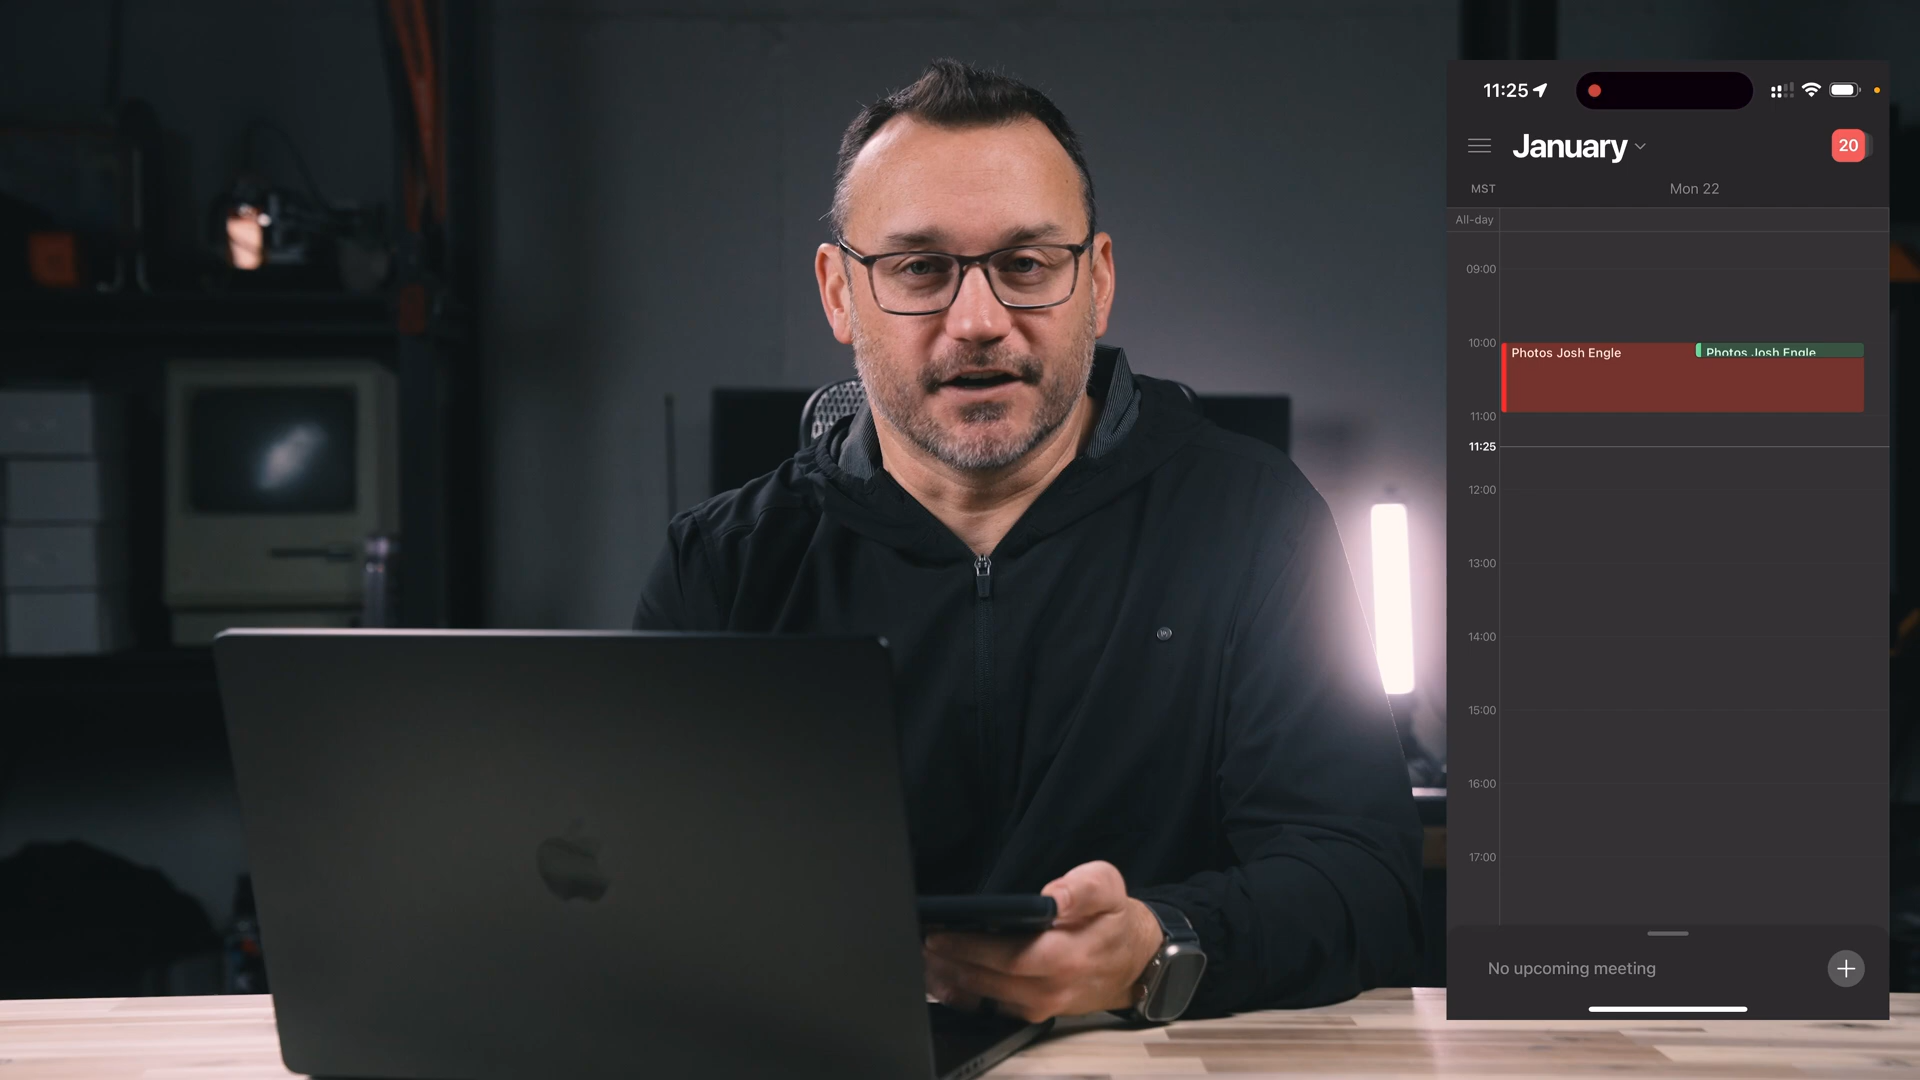 11:25
January
20
MST
Mon 22
All-day
09:00
10:00
Photos Josh Engle
Photos Josh Engle
11:00
11:25
12:00
13:00
14:00
15:00
16:00
17:00
No upcoming meeting